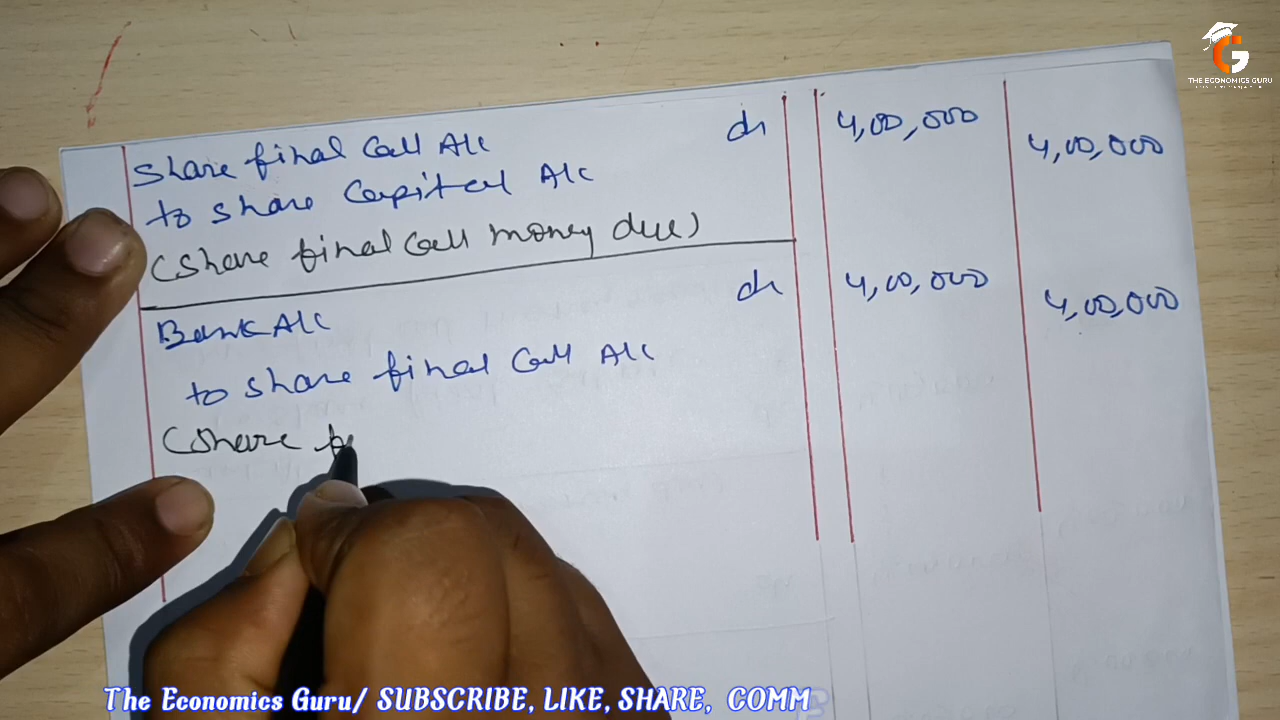 THE ECONOMICS GURU
Share final Call A/c dr 4,00,000
to share Capital A/c 4,00,000
(Share final Call money due)
Bank A/c dr 4,00,000
to share final Call A/c 4,00,000
(Share f
The Economics Guru/ SUBSCRIBE, LIKE, SHARE, COMM